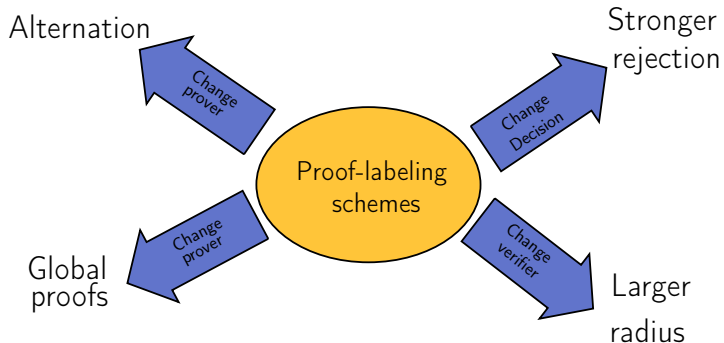 Alternation
Stronger
rejection
Change
prover
Change
Decision
Proof-labeling
schemes
Change
prover
Change
verifier
Global
proofs
Larger
radius